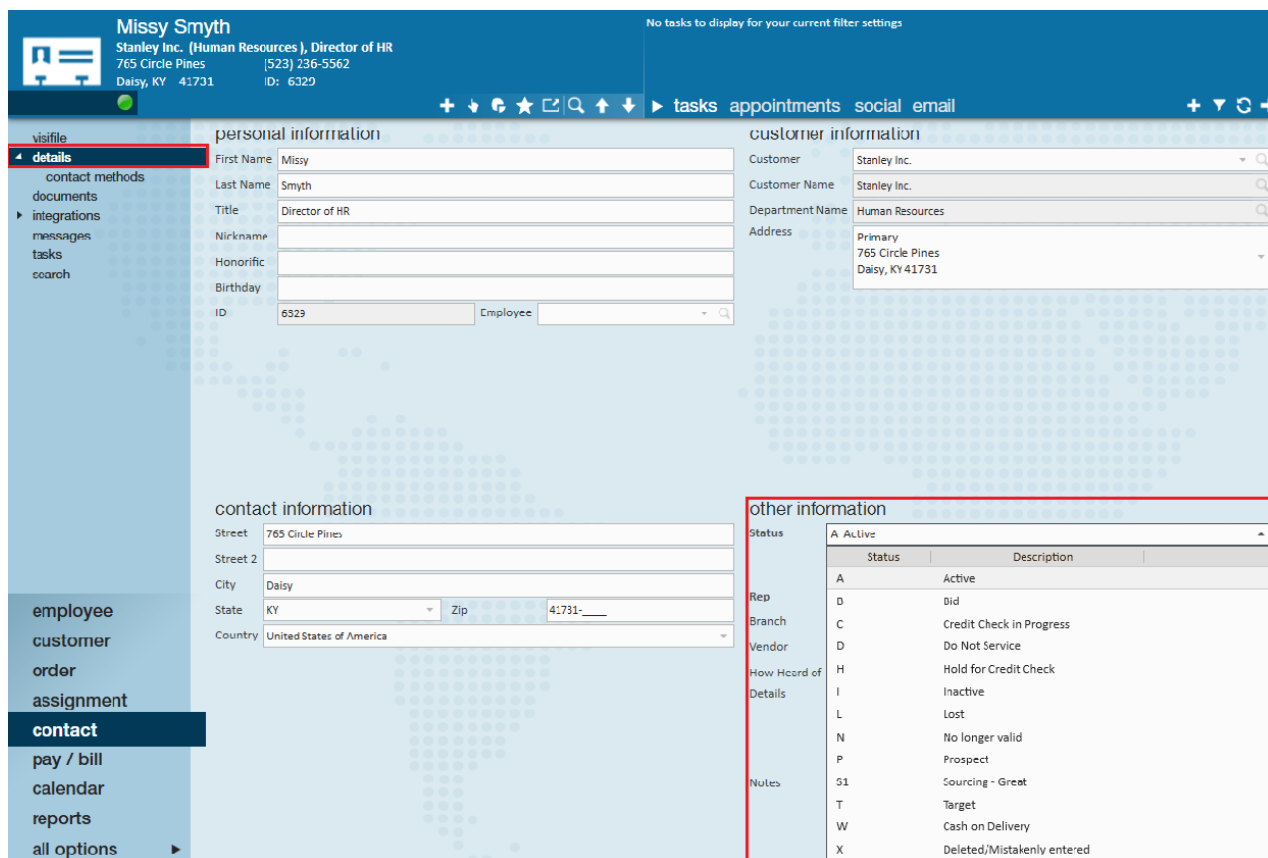 Missy Smyth
Stanley Inc. (Human Resources), Director of HR
765 Circle Pines (523) 236-5562
Daisy, KY 41731 ID: 6329
No tasks to display for your current filter settings
tasks appointments social email
visifile
details
contact methods
documents
integrations
messages
tasks
search
employee
customer
order
assignment
contact
pay / bill
calendar
reports
all options
personal information
First Name Missy
Last Name Smyth
Title Director of HR
Nickname
Honorific
Birthday
ID 6329 Employee
customer information
Customer Stanley Inc.
Customer Name Stanley Inc.
Department Name Human Resources
Address Primary
765 Circle Pines
Daisy, KY 41731
contact information
Street 765 Circle Pines
Street 2
City Daisy
State KY Zip 41731-____
Country United States of America
other information
Status A Active
Status Description
A Active
B Bid
C Credit Check in Progress
D Do Not Service
H Hold for Credit Check
I Inactive
L Lost
N No longer valid
P Prospect
S1 Sourcing - Great
T Target
W Cash on Delivery
X Deleted/Mistakenly entered
Rep
Branch
Vendor
How Heard of
Details
Notes